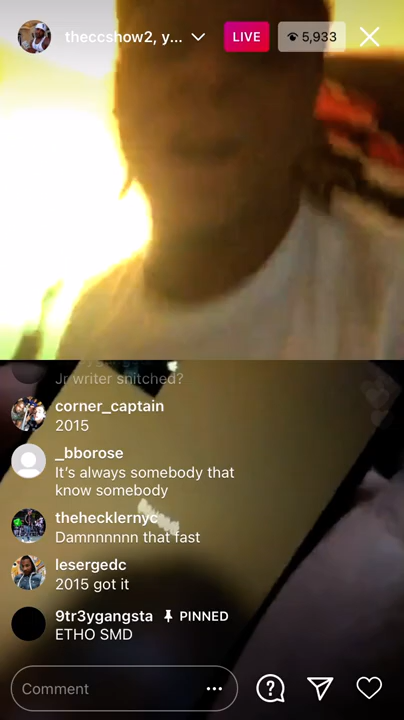 theccshow2, y...
LIVE
5,933
Jr writer snitched?
corner_captain
2015
_bborose
It's always somebody that
know somebody
thehecklernyc
Damnnnnnn that fast
lesergedc
2015 got it
9tr3ygangsta PINNED
ETHO SMD
Comment